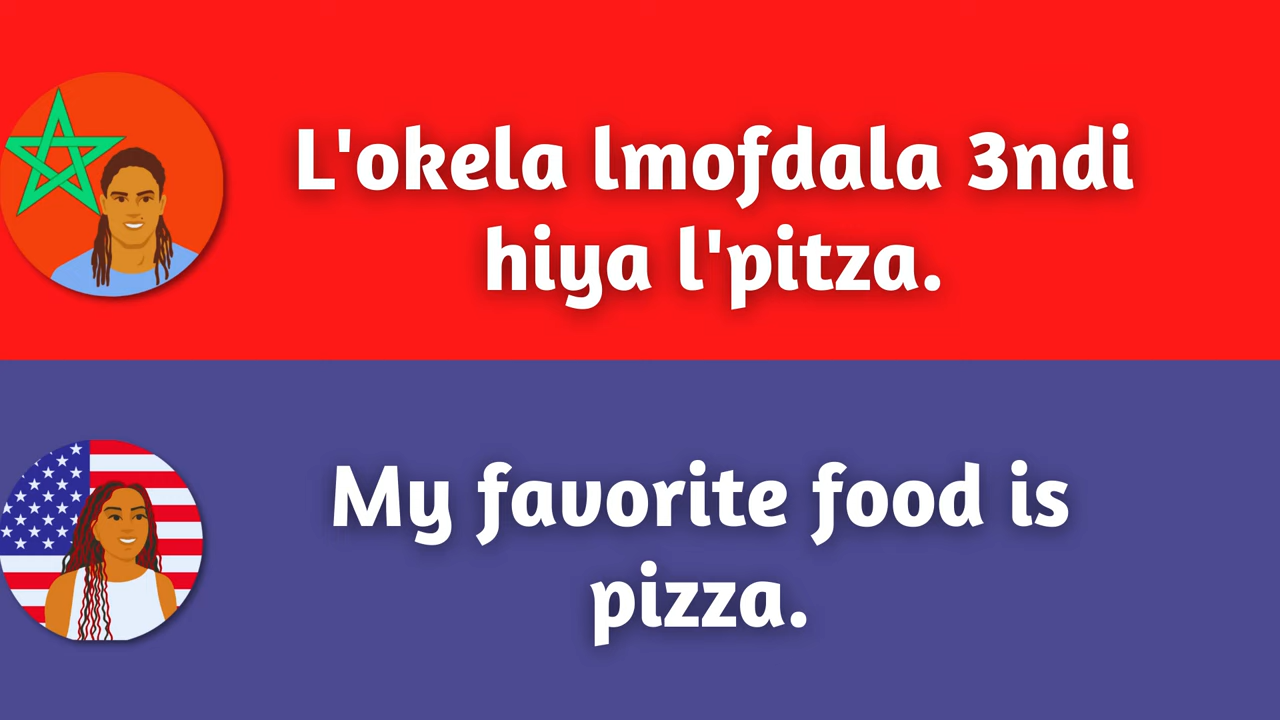 L'okela lmofdala 3ndi
hiya l'pitza.
My favorite food is
pizza.